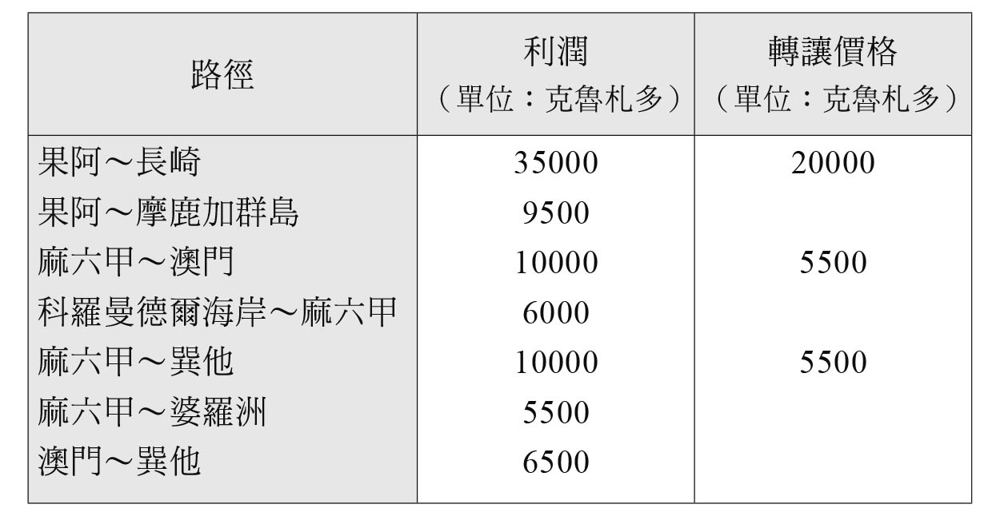 路徑 利潤 轉讓價格
（單位：克魯札多） （單位：克魯札多）
果阿～長崎 35000 20000
果阿～摩鹿加群島 9500
麻六甲～澳門 10000 5500
科羅曼德爾海岸～麻六甲 6000
麻六甲～巽他 10000 5500
麻六甲～婆羅洲 5500
澳門～巽他 6500